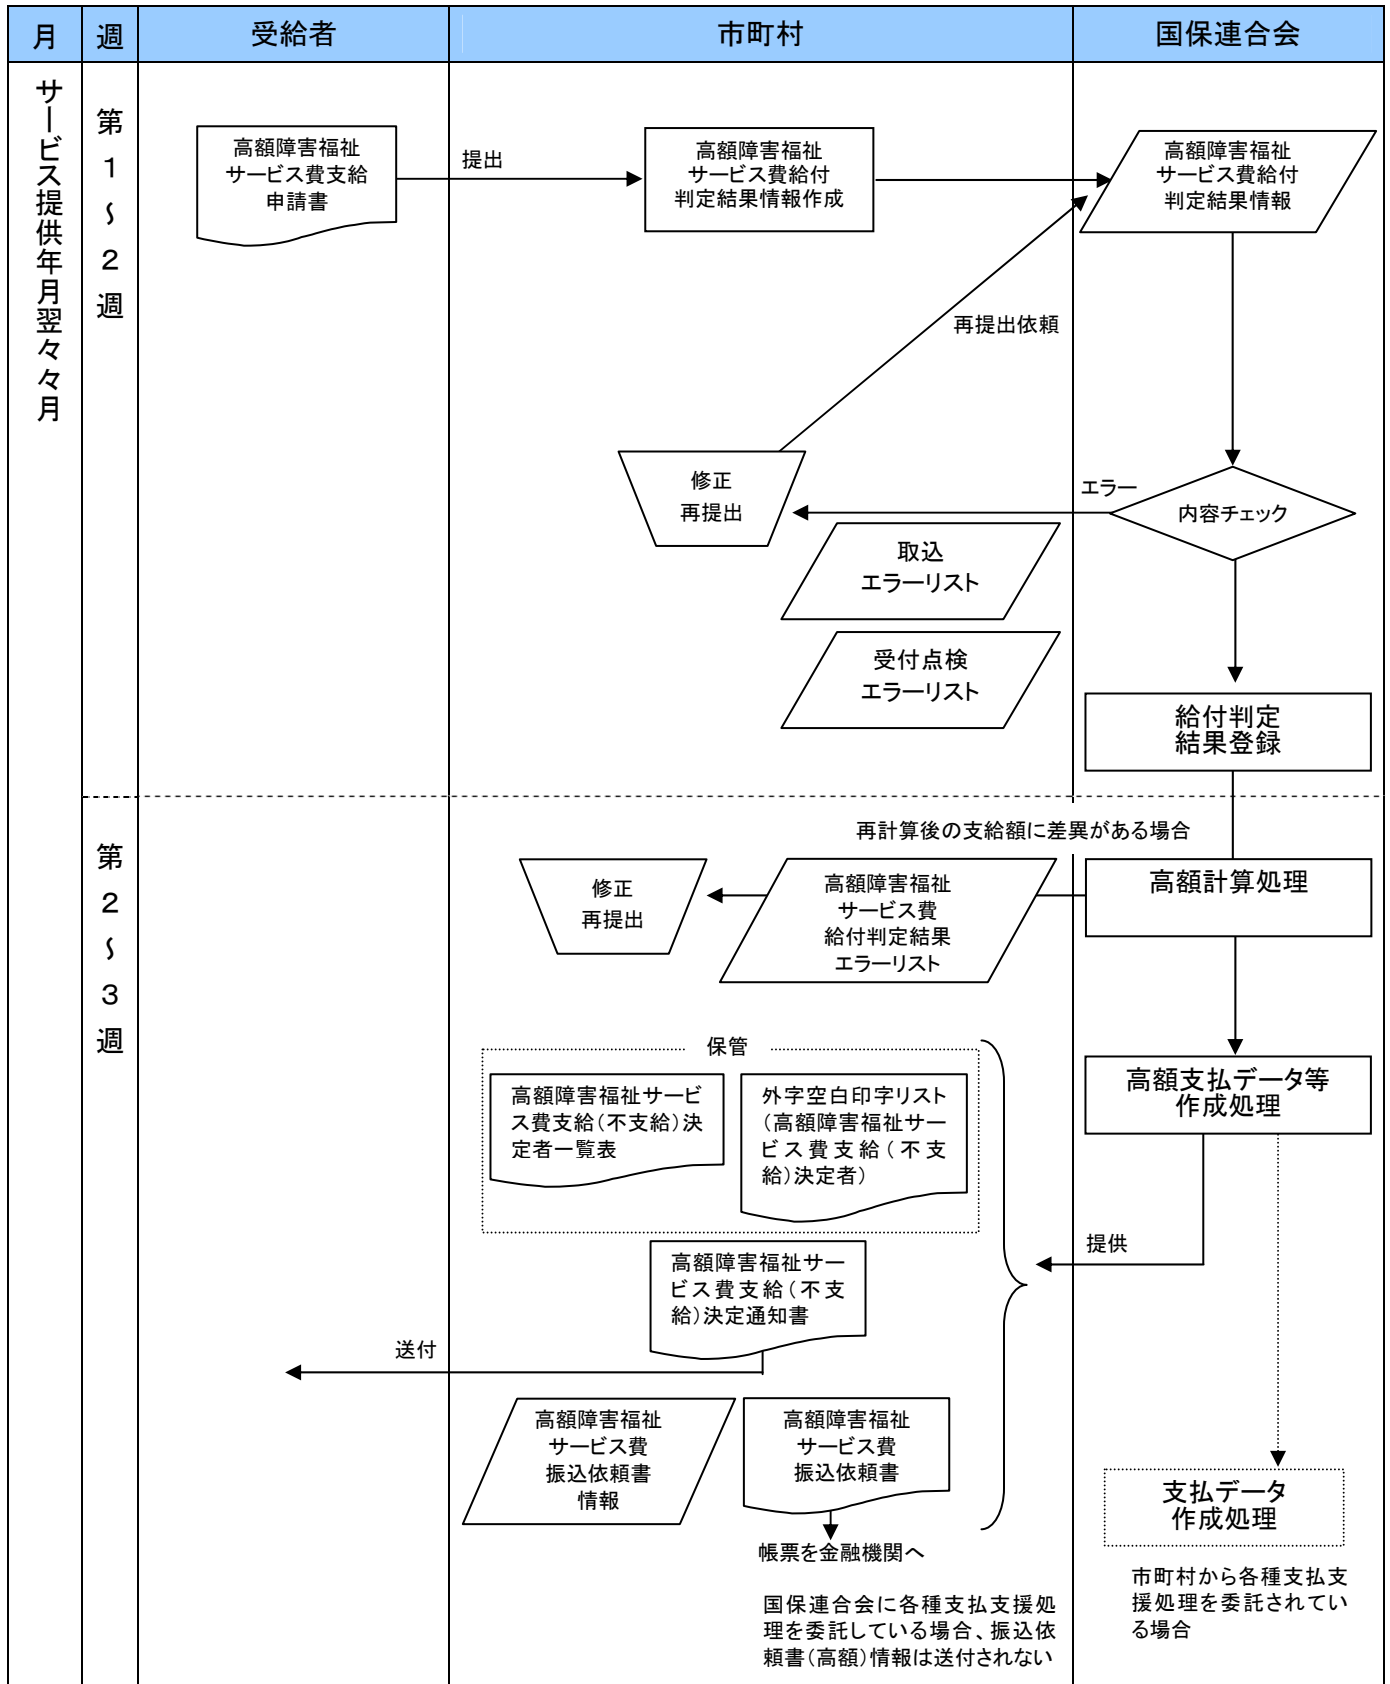 月
週
受給者
市町村
国保連合会
サービス提供年月翌々月
第1～2週
高額障害福祉
サービス費支給
申請書
提出
高額障害福祉
サービス費給付
判定結果情報作成
高額障害福祉
サービス費給付
判定結果情報
再提出依頼
修正
再提出
エラー
内容チェック
取込
エラーリスト
受付点検
エラーリスト
給付判定
結果登録
第2～3週
再計算後の支給額に差異がある場合
修正
再提出
高額障害福祉
サービス費
給付判定結果
エラーリスト
高額計算処理
保管
高額障害福祉サービ
ス費支給(不支給)決
定者一覧表
外字空白印字リスト
(高額障害福祉サー
ビス費支給(不支
給)決定者)
高額支払データ等
作成処理
提供
高額障害福祉サー
ビス費支給(不支
給)決定通知書
送付
高額障害福祉
サービス費
振込依頼書
情報
高額障害福祉
サービス費
振込依頼書
帳票を金融機関へ
支払データ
作成処理
市町村から各種支払支
援処理を委託されてい
る場合
国保連合会に各種支払支援処
理を委託している場合、振込依
頼書(高額)情報は送付されない